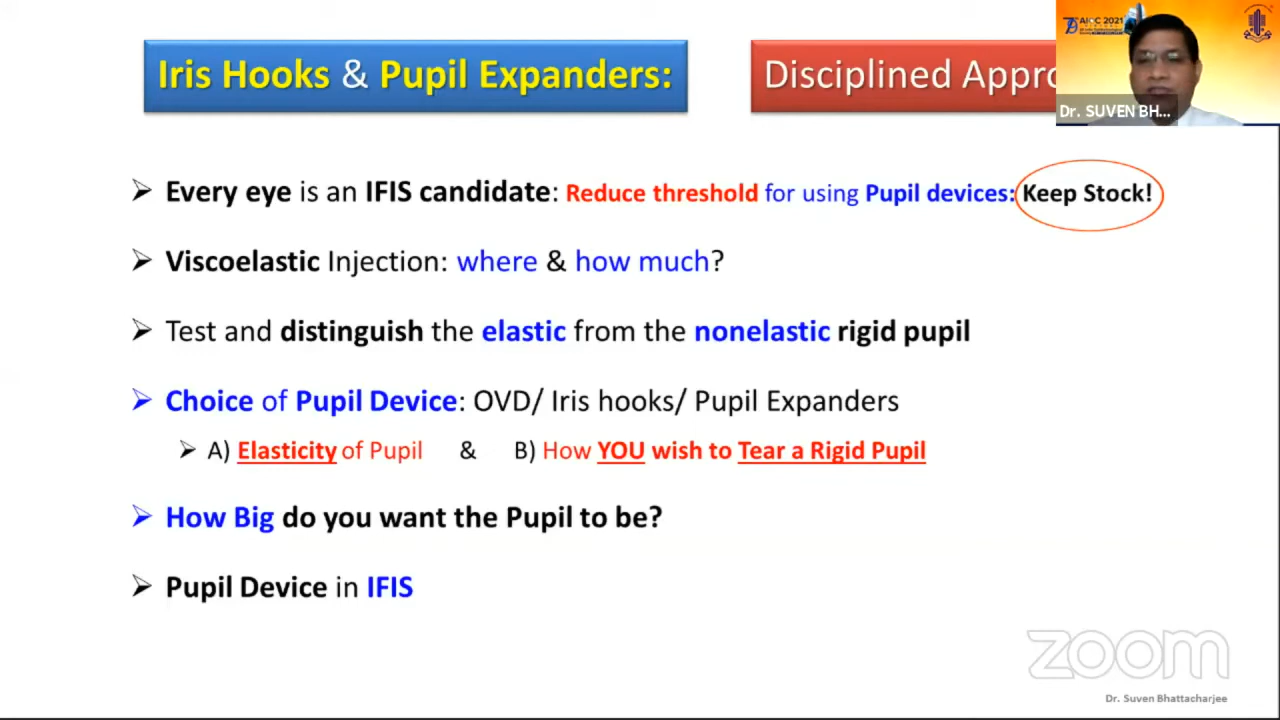 Iris Hooks & Pupil Expanders:
Disciplined Appro
AIOC 2021
Dr. SUVEN BH...
➢ Every eye is an IFIS candidate: Reduce threshold for using Pupil devices: Keep Stock!
➢ Viscoelastic Injection: where & how much?
➢ Test and distinguish the elastic from the nonelastic rigid pupil
➢ Choice of Pupil Device: OVD/ Iris hooks/ Pupil Expanders
➢ A) Elasticity of Pupil & B) How YOU wish to Tear a Rigid Pupil
➢ How Big do you want the Pupil to be?
➢ Pupil Device in IFIS
zoom
Dr. Suven Bhattacharjee